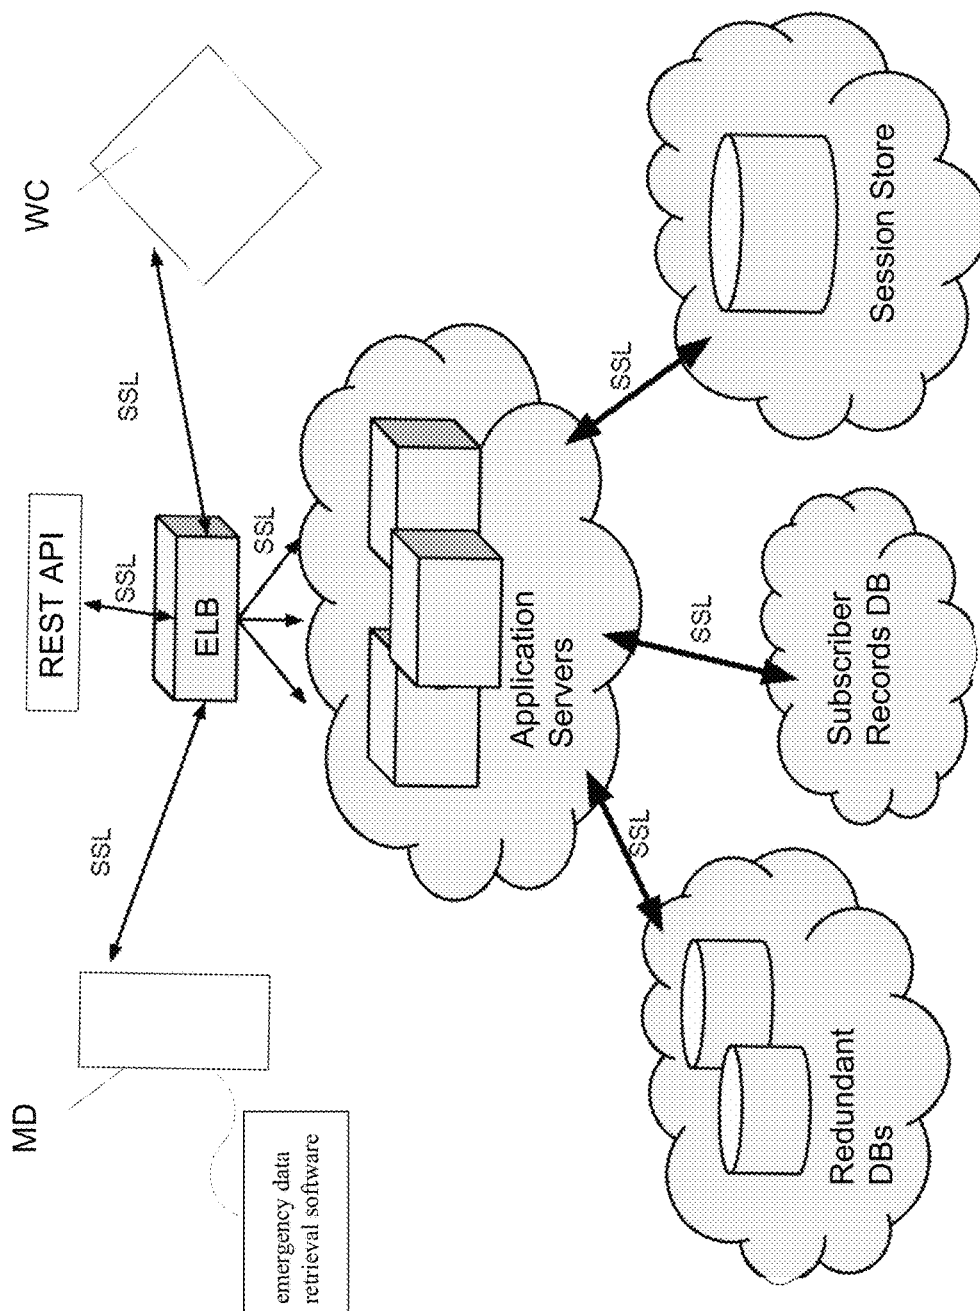 MD
WC
REST API
emergency data
retrieval software
SSL
SSL
SSL
ELB
SSL
Application
Servers
SSL
SSL
SSL
Redundant
DBs
Subscriber
Records DB
Session Store